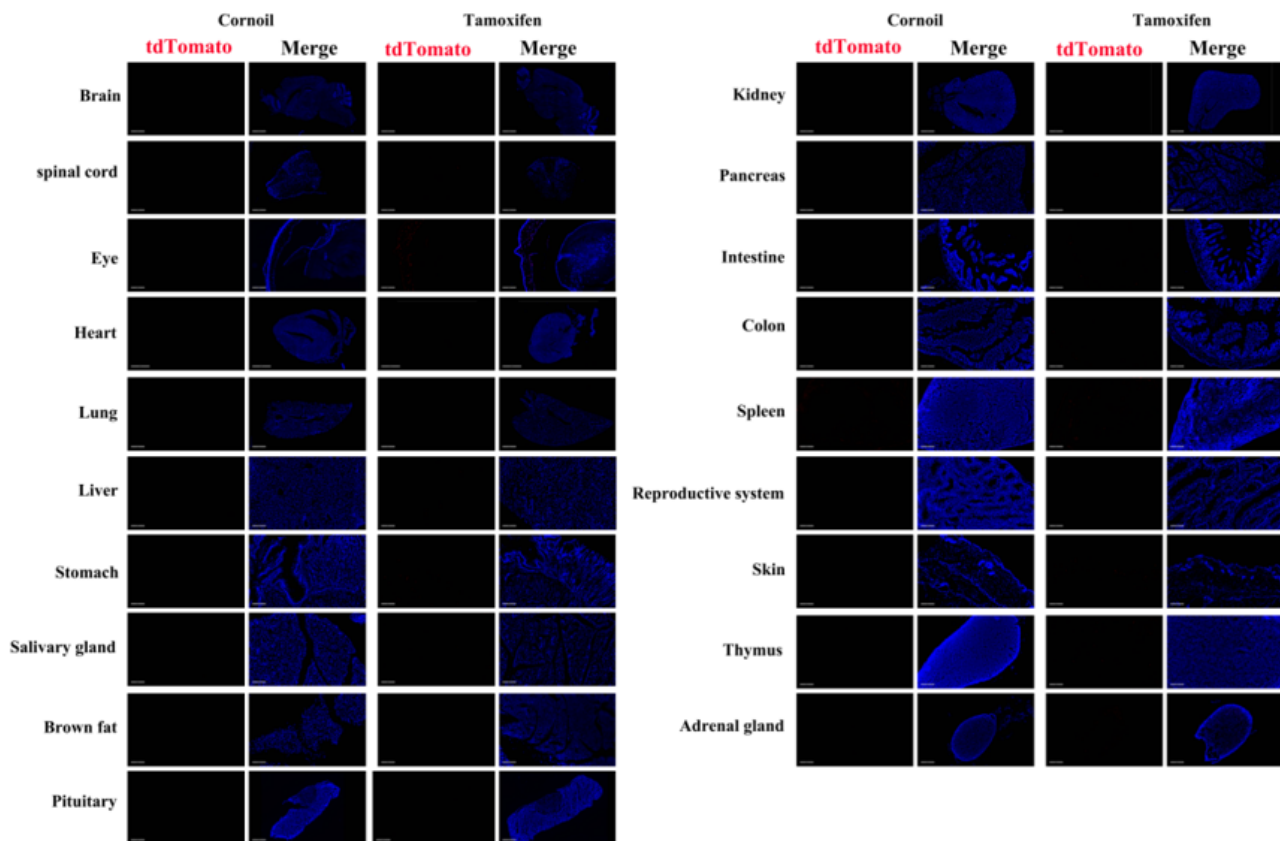 Cornoil Tamoxifen
tdTomato Merge tdTomato Merge
Brain
spinal cord
Eye
Heart
Lung
Liver
Stomach
Salivary gland
Brown fat
Pituitary
Cornoil Tamoxifen
tdTomato Merge tdTomato Merge
Kidney
Pancreas
Intestine
Colon
Spleen
Reproductive system
Skin
Thymus
Adrenal gland